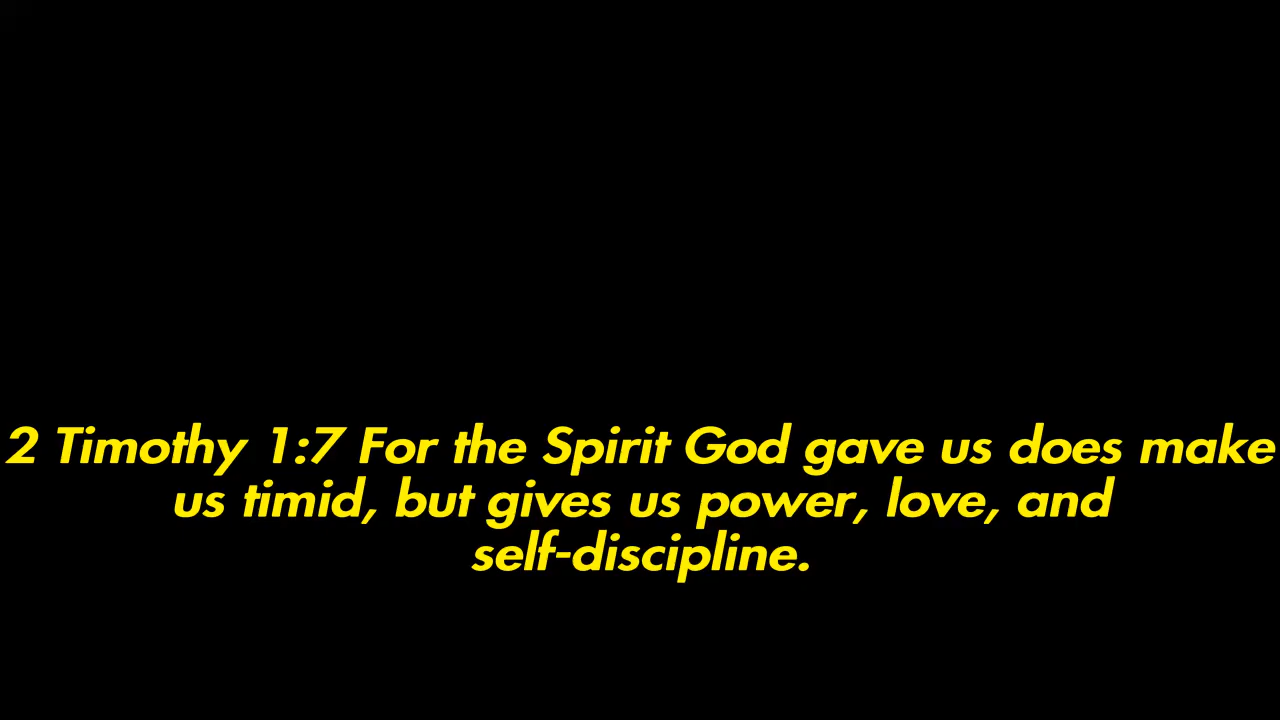 2 Timothy 1:7 For the Spirit God gave us does make
us timid, but gives us power, love, and
self-discipline.